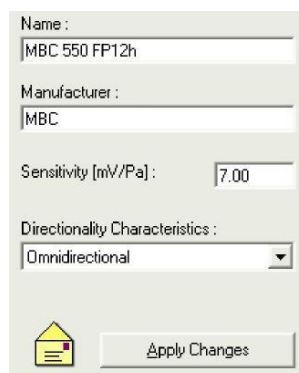 Name :
MBC 550 FP12h
Manufacturer :
MBC
Sensitivity [mV/Pa] : 7.00
Directionality Characteristics :
Omnidirectional
Apply Changes